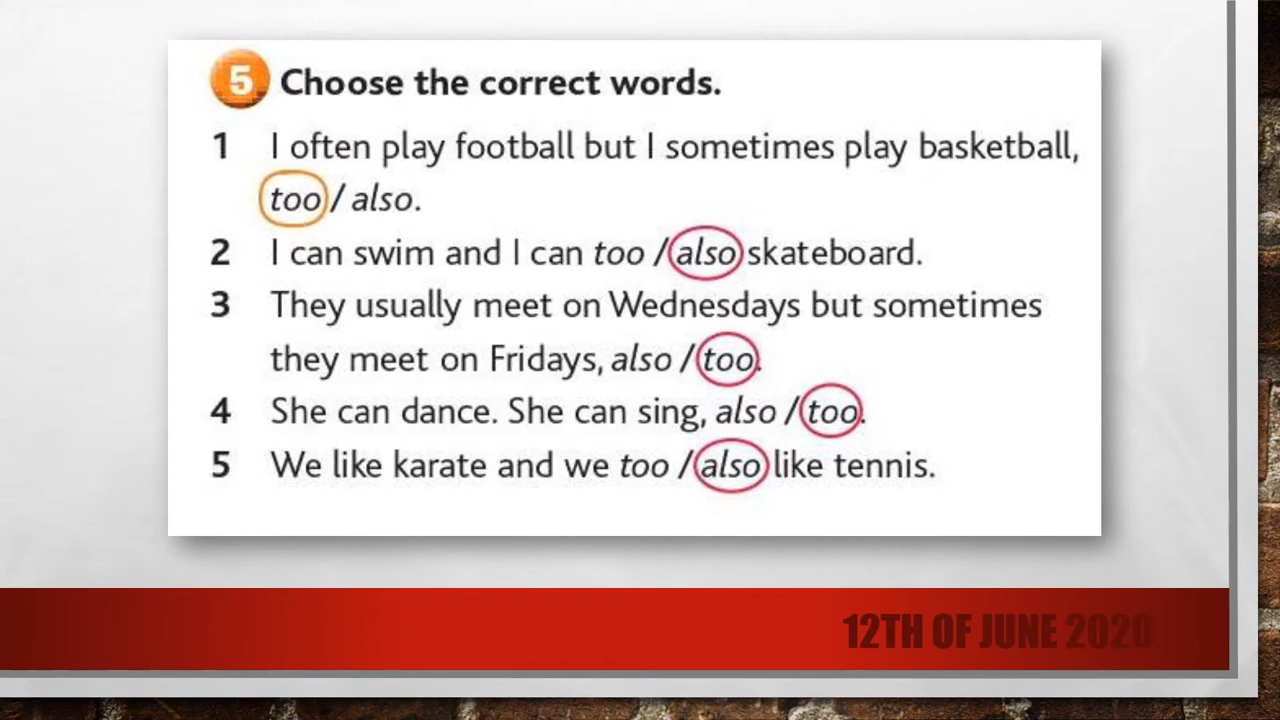 5 Choose the correct words.
1 I often play football but I sometimes play basketball,
too / also.
2 I can swim and I can too / also skateboard.
3 They usually meet on Wednesdays but sometimes
they meet on Fridays, also / too.
4 She can dance. She can sing, also / too.
5 We like karate and we too / also like tennis.
12TH OF JUNE 2020